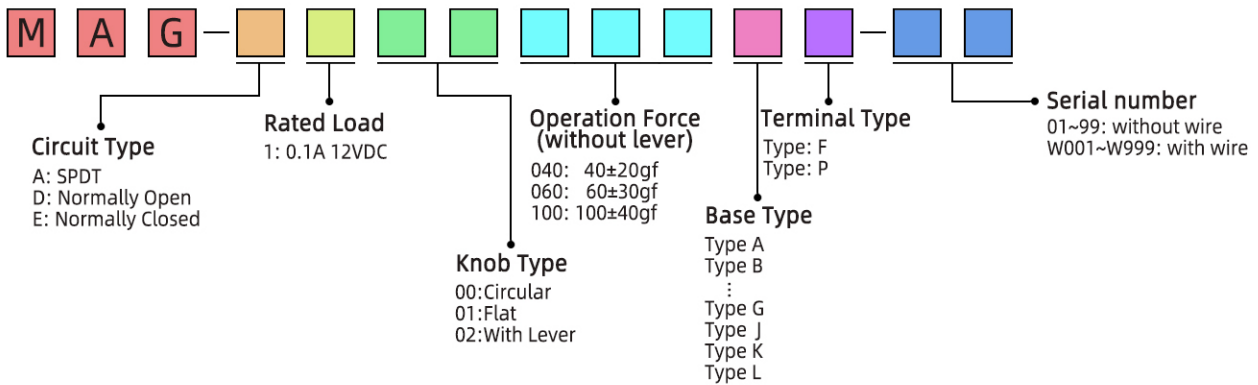 MAG
Circuit Type
A: SPDT
D: Normally Open
E: Normally Closed
Rated Load
1: 0.1A 12VDC
Knob Type
00:Circular
01:Flat
02:With Lever
Operation Force
(without lever)
040: 40±20gf
060: 60±30gf
100: 100±40gf
Base Type
Type A
Type B
⋮
Type G
Type J
Type K
Type L
Terminal Type
Type: F
Type: P
Serial number
01~99: without wire
W001~W999: with wire